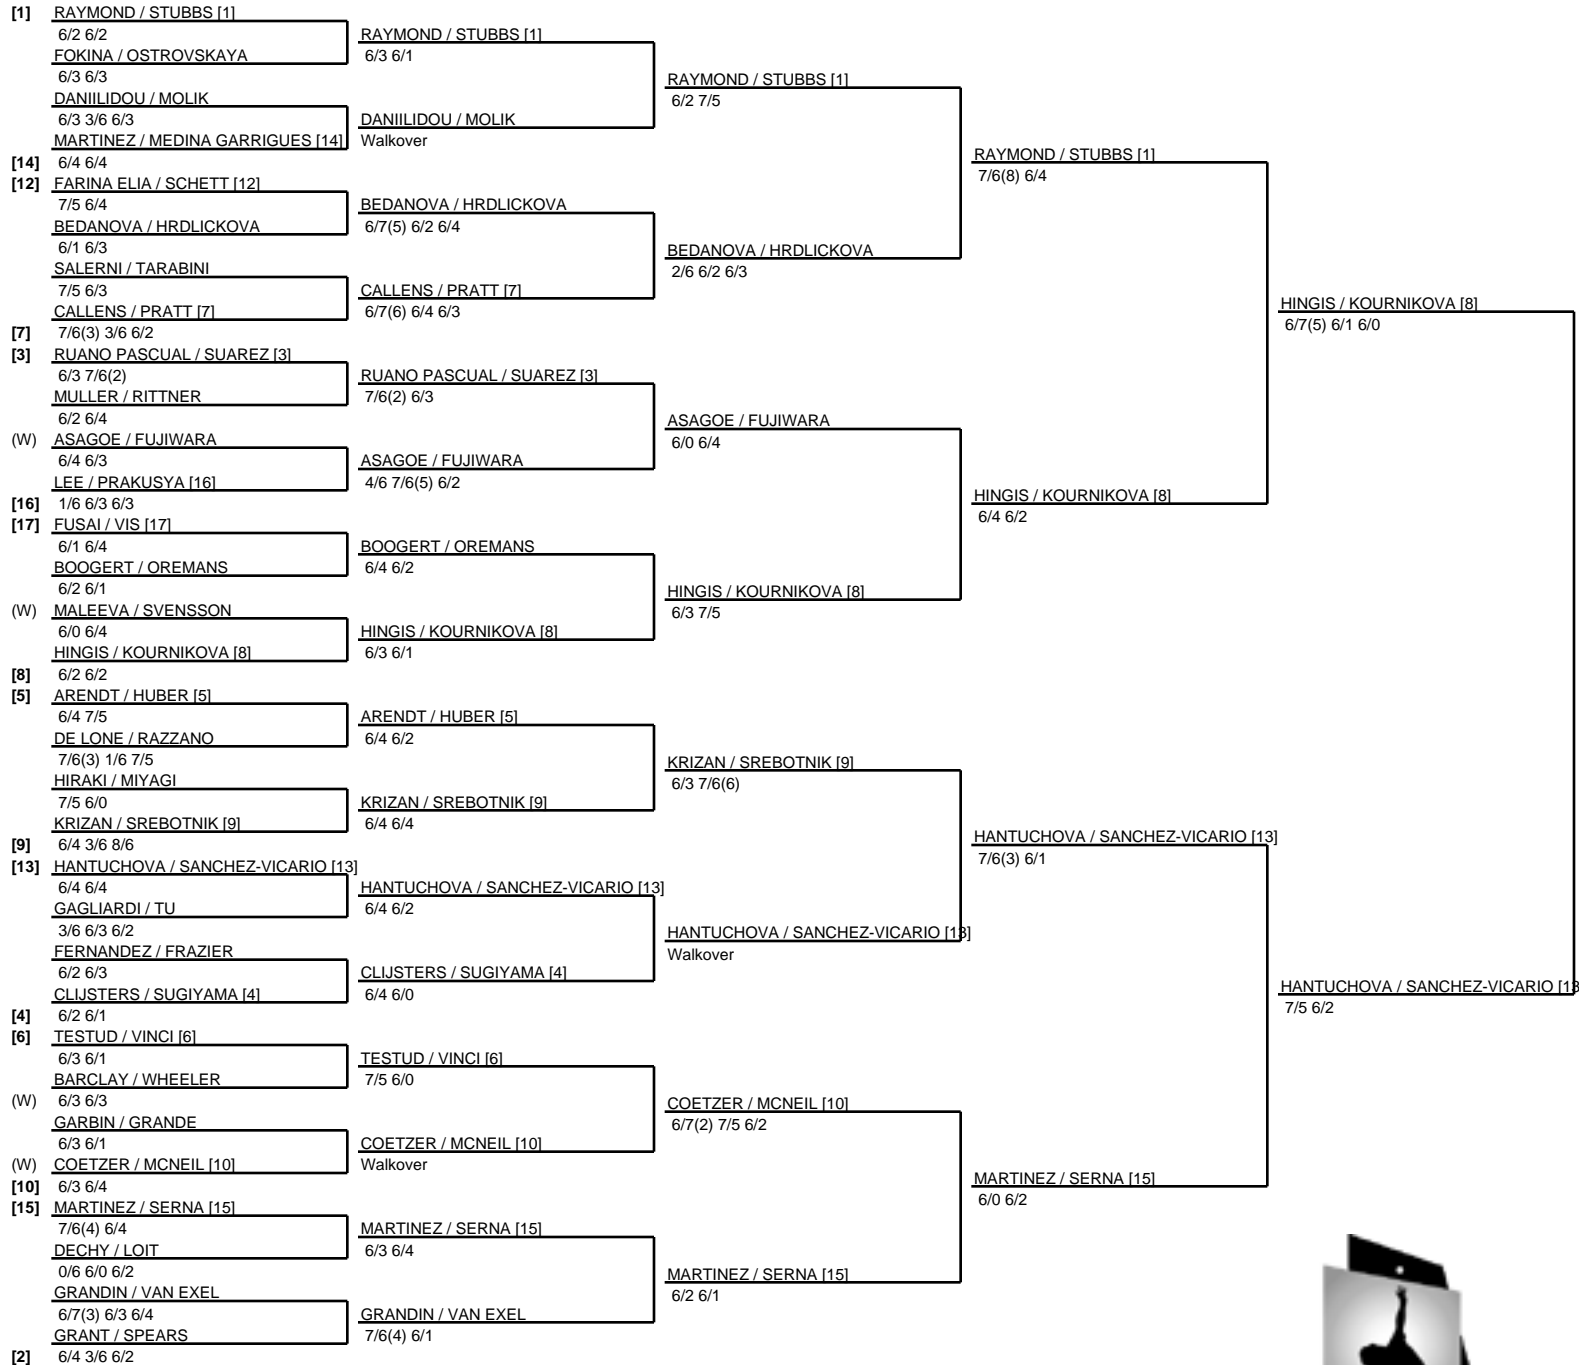 [1] RAYMOND / STUBBS [1]
6/2 6/2
FOKINA / OSTROVSKAYA
6/3 6/3
DANIILIDOU / MOLIK
6/3 3/6 6/3
MARTINEZ / MEDINA GARRIGUES [14]
[14] 6/4 6/4
[12] FARINA ELIA / SCHETT [12]
7/5 6/4
BEDANOVA / HRDLICKOVA
6/1 6/3
SALERNI / TARABINI
7/5 6/3
CALLENS / PRATT [7]
[7] 7/6(3) 3/6 6/2
[3] RUANO PASCUAL / SUAREZ [3]
6/3 7/6(2)
MULLER / RITTNER
6/2 6/4
(W) ASAGOE / FUJIWARA
6/4 6/3
LEE / PRAKUSYA [16]
[16] 1/6 6/3 6/3
[17] FUSAI / VIS [17]
6/1 6/4
BOOGERT / OREMANS
6/2 6/1
(W) MALEEVA / SVENSSON
6/0 6/4
HINGIS / KOURNIKOVA [8]
[8] 6/2 6/2
[5] ARENDT / HUBER [5]
6/4 7/5
DE LONE / RAZZANO
7/6(3) 1/6 7/5
HIRAKI / MIYAGI
7/5 6/0
KRIZAN / SREBOTNIK [9]
[9] 6/4 3/6 8/6
[13] HANTUCHOVA / SANCHEZ-VICARIO [13]
6/4 6/4
GAGLIARDI / TU
3/6 6/3 6/2
FERNANDEZ / FRAZIER
6/2 6/3
CLIJSTERS / SUGIYAMA [4]
[4] 6/2 6/1
[6] TESTUD / VINCI [6]
6/3 6/1
BARCLAY / WHEELER
(W) 6/3 6/3
GARBIN / GRANDE
6/3 6/1
(W) COETZER / MCNEIL [10]
[10] 6/3 6/4
[15] MARTINEZ / SERNA [15]
7/6(4) 6/4
DECHY / LOIT
0/6 6/0 6/2
GRANDIN / VAN EXEL
6/7(3) 6/3 6/4
GRANT / SPEARS
[2] 6/4 3/6 6/2
RAYMOND / STUBBS [1]
6/3 6/1
DANIILIDOU / MOLIK
Walkover
BEDANOVA / HRDLICKOVA
6/7(5) 6/2 6/4
CALLENS / PRATT [7]
6/7(6) 6/4 6/3
RUANO PASCUAL / SUAREZ [3]
7/6(2) 6/3
ASAGOE / FUJIWARA
4/6 7/6(5) 6/2
BOOGERT / OREMANS
6/4 6/2
HINGIS / KOURNIKOVA [8]
6/3 6/1
ARENDT / HUBER [5]
6/4 6/2
KRIZAN / SREBOTNIK [9]
6/4 6/4
HANTUCHOVA / SANCHEZ-VICARIO [13]
6/4 6/2
CLIJSTERS / SUGIYAMA [4]
6/4 6/0
TESTUD / VINCI [6]
7/5 6/0
COETZER / MCNEIL [10]
Walkover
MARTINEZ / SERNA [15]
6/3 6/4
GRANDIN / VAN EXEL
7/6(4) 6/1
RAYMOND / STUBBS [1]
6/2 7/5
BEDANOVA / HRDLICKOVA
2/6 6/2 6/3
ASAGOE / FUJIWARA
6/0 6/4
HINGIS / KOURNIKOVA [8]
6/3 7/5
KRIZAN / SREBOTNIK [9]
6/3 7/6(6)
HANTUCHOVA / SANCHEZ-VICARIO [13]
Walkover
COETZER / MCNEIL [10]
6/7(2) 7/5 6/2
MARTINEZ / SERNA [15]
6/2 6/1
RAYMOND / STUBBS [1]
7/6(8) 6/4
HINGIS / KOURNIKOVA [8]
6/4 6/2
HANTUCHOVA / SANCHEZ-VICARIO [13]
7/6(3) 6/1
MARTINEZ / SERNA [15]
6/0 6/2
HINGIS / KOURNIKOVA [8]
6/7(5) 6/1 6/0
HANTUCHOVA / SANCHEZ-VICARIO [13
7/5 6/2